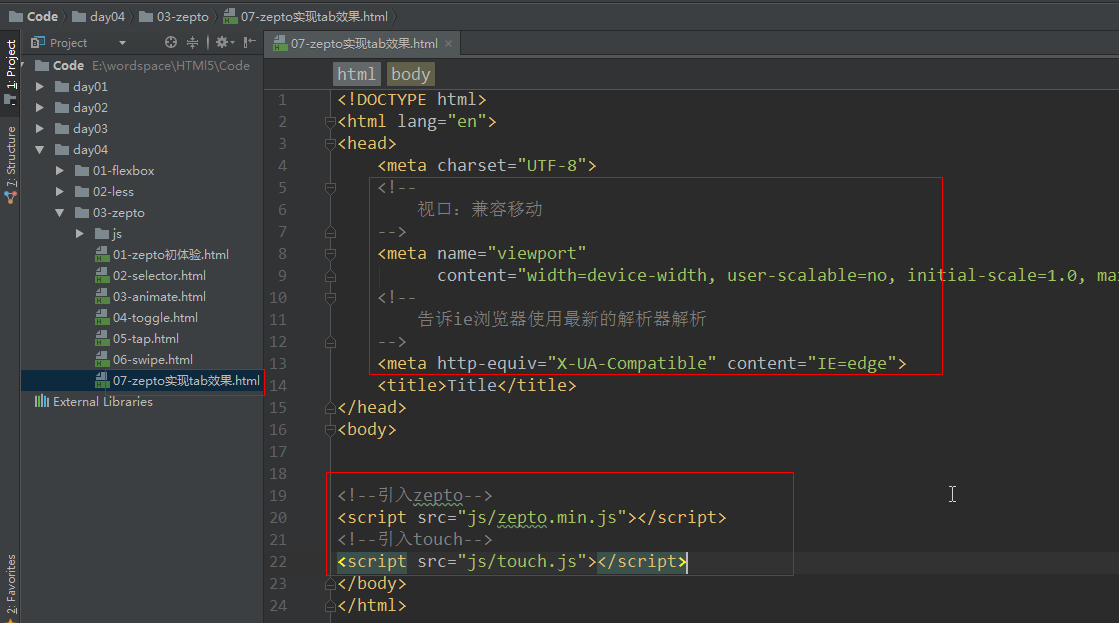 Code day04 03-zepto 07-zepto实现tab效果.html
Project
07-zepto实现tab效果.html ×
1: Project
7: Structure
2: Favorites
Code E:\wordspace\HTMl5\Code
day01
day02
day03
day04
01-flexbox
02-less
03-zepto
js
01-zepto初体验.html
02-selector.html
03-animate.html
04-toggle.html
05-tap.html
06-swipe.html
07-zepto实现tab效果.html
External Libraries
html body
1 <!DOCTYPE html>
2 <html lang="en">
3 <head>
4 <meta charset="UTF-8">
5 <!--
6 视口: 兼容移动
7 -->
8 <meta name="viewport"
9 content="width=device-width, user-scalable=no, initial-scale=1.0, ma
10 <!--
11 告诉ie浏览器使用最新的解析器解析
12 -->
13 <meta http-equiv="X-UA-Compatible" content="IE=edge">
14 <title>Title</title>
15 </head>
16 <body>
17
18
19 <!--引入zepto-->
20 <script src="js/zepto.min.js"></script>
21 <!--引入touch-->
22 <script src="js/touch.js"></script>
23 </body>
24 </html>